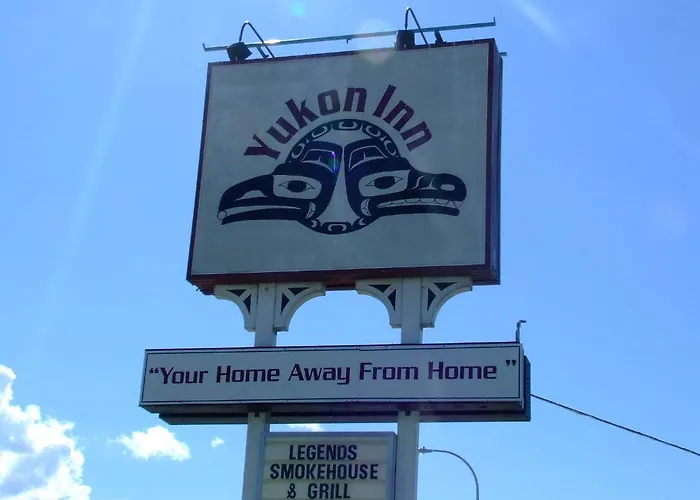 Yukon Inn
“Your Home Away From Home”
LEGENDS
SMOKEHOUSE
& GRILL